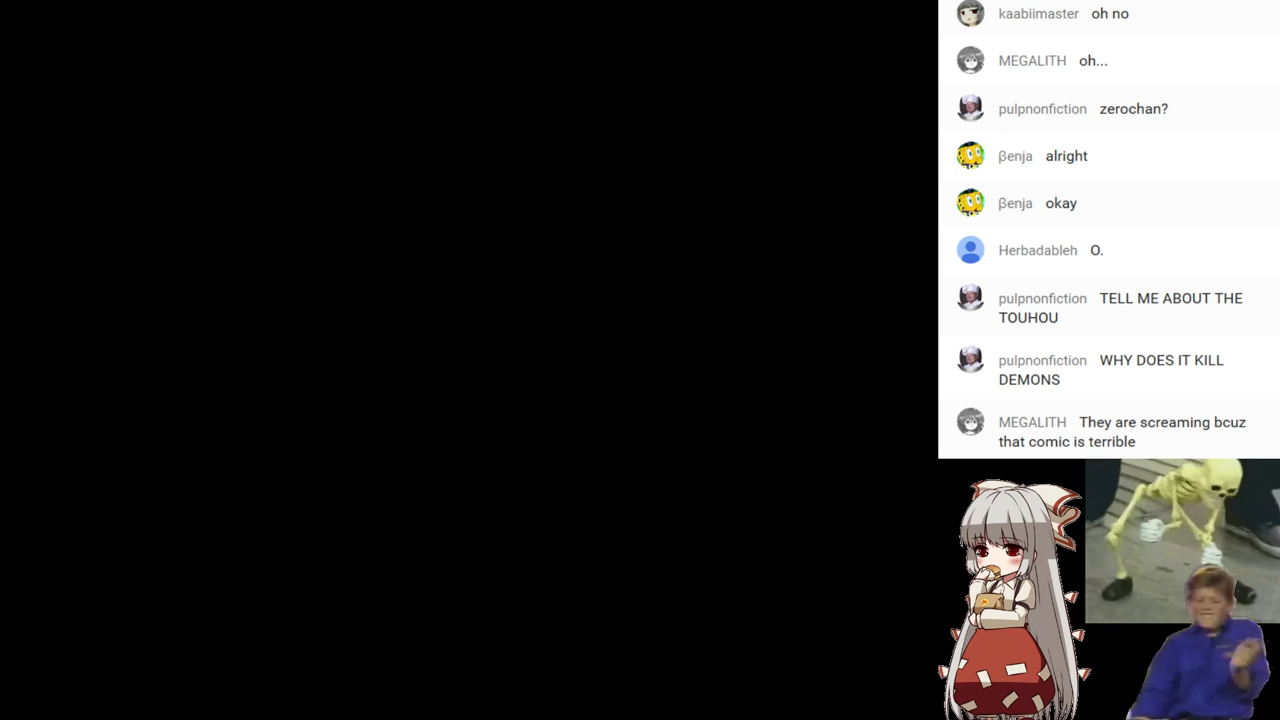 kaabiimaster oh no
MEGALITH oh...
pulpnonfiction zerochan?
βenja alright
βenja okay
Herbadableh O.
pulpnonfiction TELL ME ABOUT THE
TOUHOU
pulpnonfiction WHY DOES IT KILL
DEMONS
MEGALITH They are screaming bcuz
that comic is terrible